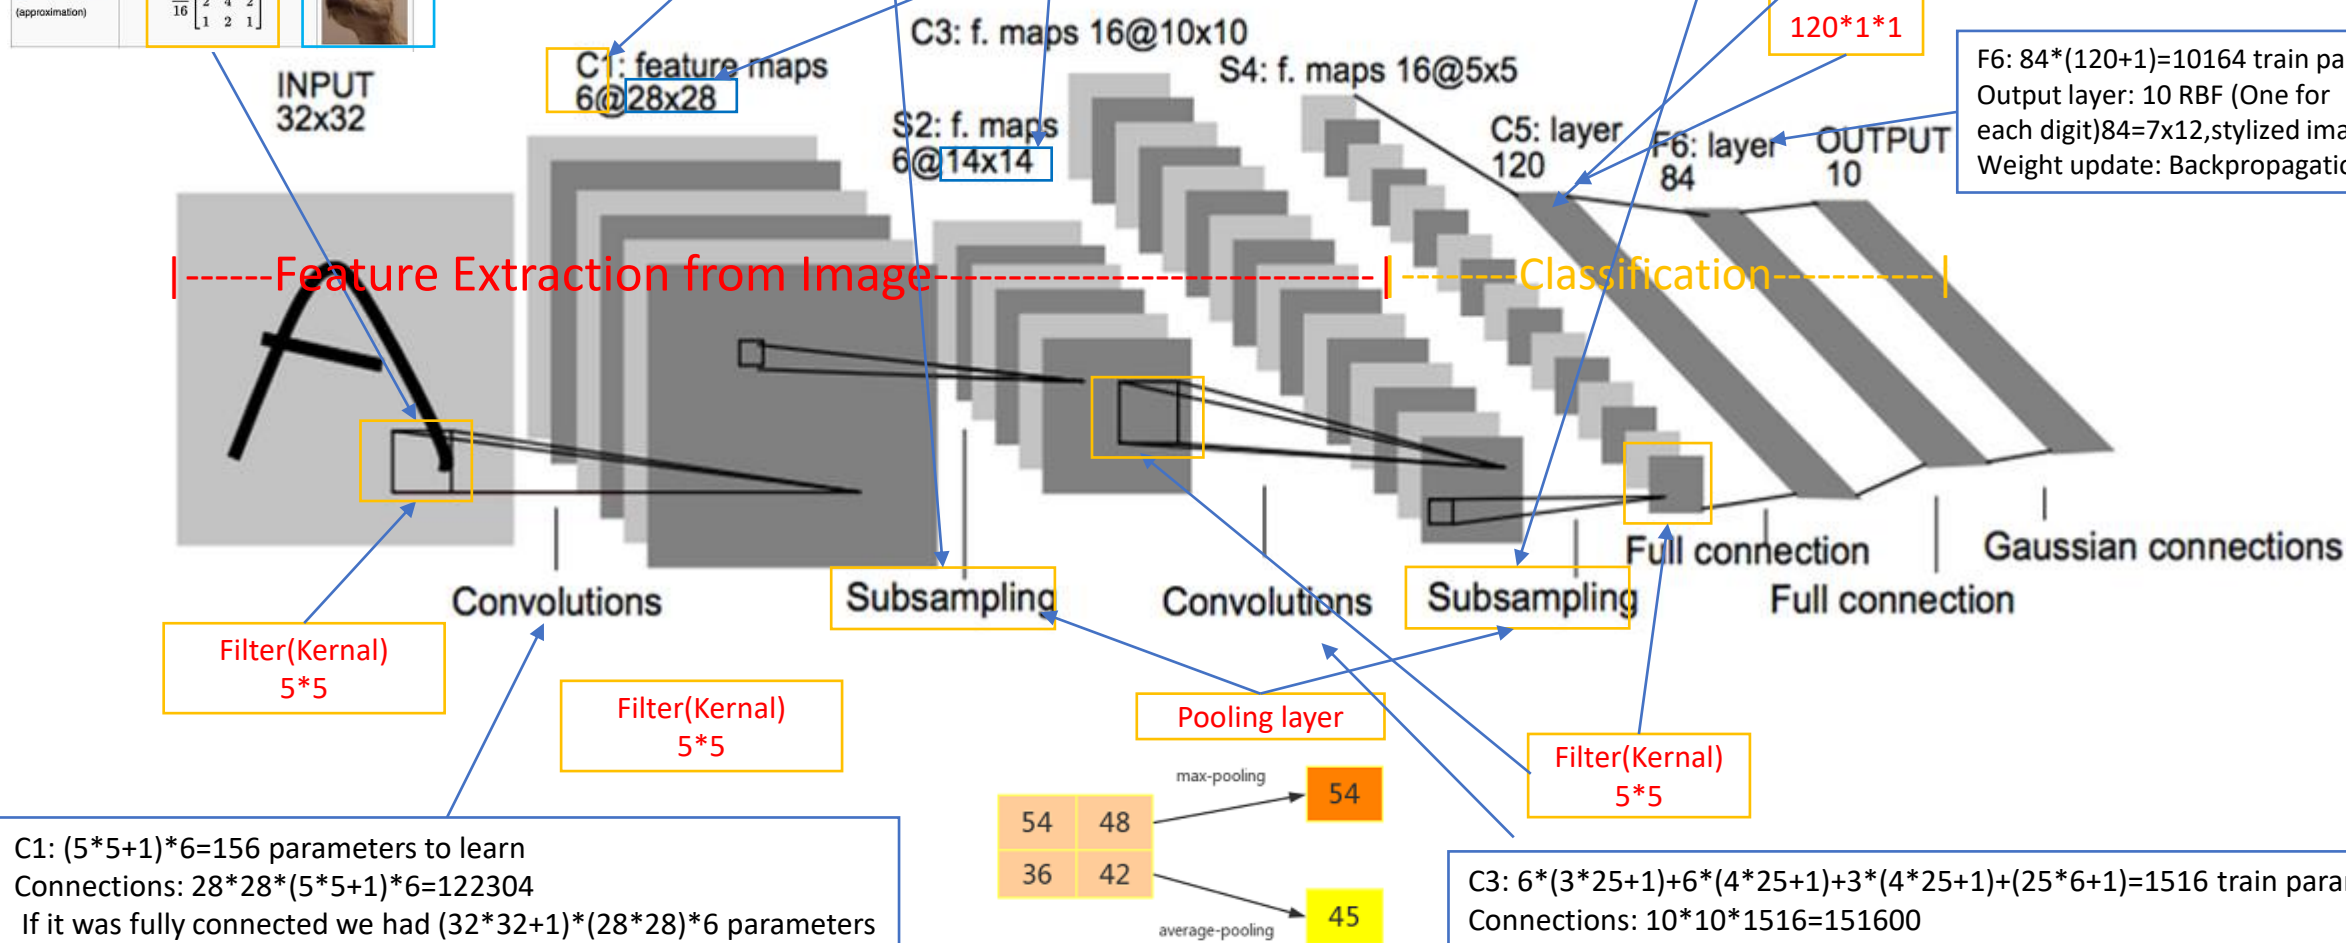 (approximation)
16
2 4 2
1 2 1
INPUT
32x32
C1: feature maps
6@28x28
C3: f. maps 16@10x10
S2: f. maps
6@14x14
S4: f. maps 16@5x5
120*1*1
C5: layer
120
F6: layer
84
OUTPUT
10
F6: 84*(120+1)=10164 train
Output layer: 10 RBF (One for
each digit)84=7x12,stylized
Weight update:
|------Feature Extraction from Image----------------------------|
--------Classification-----------|
Convolutions
Subsampling
Convolutions
Subsampling
Full connection
Full connection
Gaussian connections
Filter(Kernal)
5*5
Filter(Kernal)
5*5
Pooling layer
Filter(Kernal)
5*5
54 48
36 42
max-pooling
54
average-pooling
45
C1: (5*5+1)*6=156 parameters to learn
Connections: 28*28*(5*5+1)*6=122304
If it was fully connected we had (32*32+1)*(28*28)*6 parameters
C3: 6*(3*25+1)+6*(4*25+1)+3*(4*25+1)+(25*6+1)=1516 train
Connections: 10*10*1516=151600